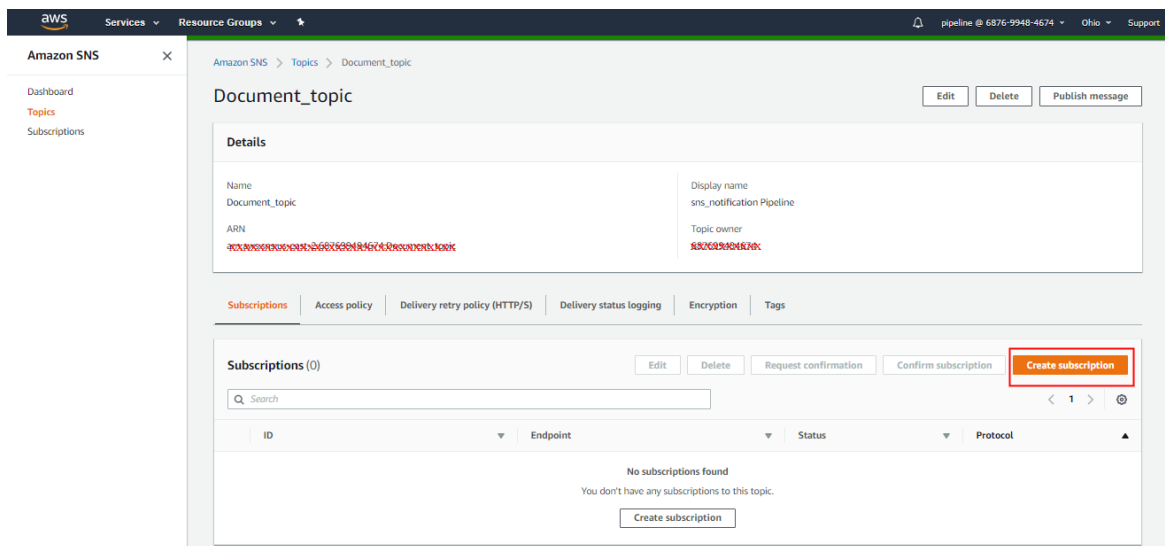 aws Services Resource Groups pipeline @ 6876-9948-4674 Ohio Support
Amazon SNS
Dashboard
Topics
Subscriptions
Amazon SNS > Topics > Document_topic
Document_topic
Edit Delete Publish message
Details
Name
Document_topic
Display name
sns_notification Pipeline
ARN
Topic owner
Subscriptions Access policy Delivery retry policy (HTTP/S) Delivery status logging Encryption Tags
Subscriptions (0) Edit Delete Request confirmation Confirm subscription Create subscription
Search
< 1 >
ID Endpoint Status Protocol
No subscriptions found
You don't have any subscriptions to this topic.
Create subscription